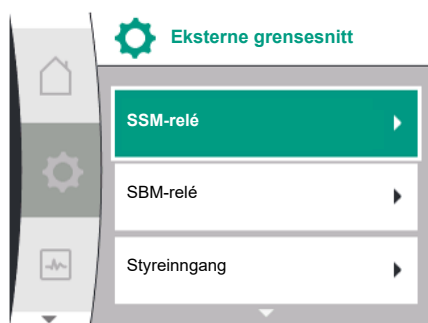 Eksterne grensesnitt
SSM-relé
SBM-relé
Styreinngang